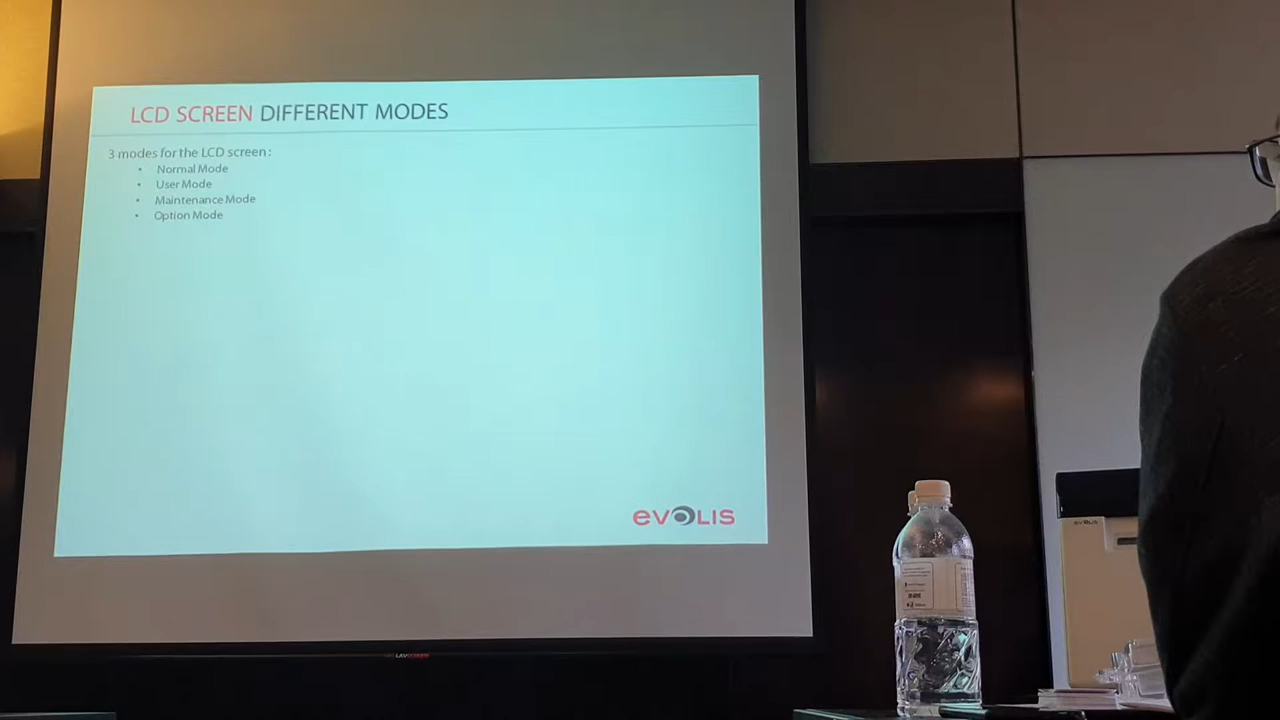 LCD SCREEN DIFFERENT MODES
3 modes for the LCD screen :
• Normal Mode
• User Mode
• Maintenance Mode
• Option Mode
evolis
evolis